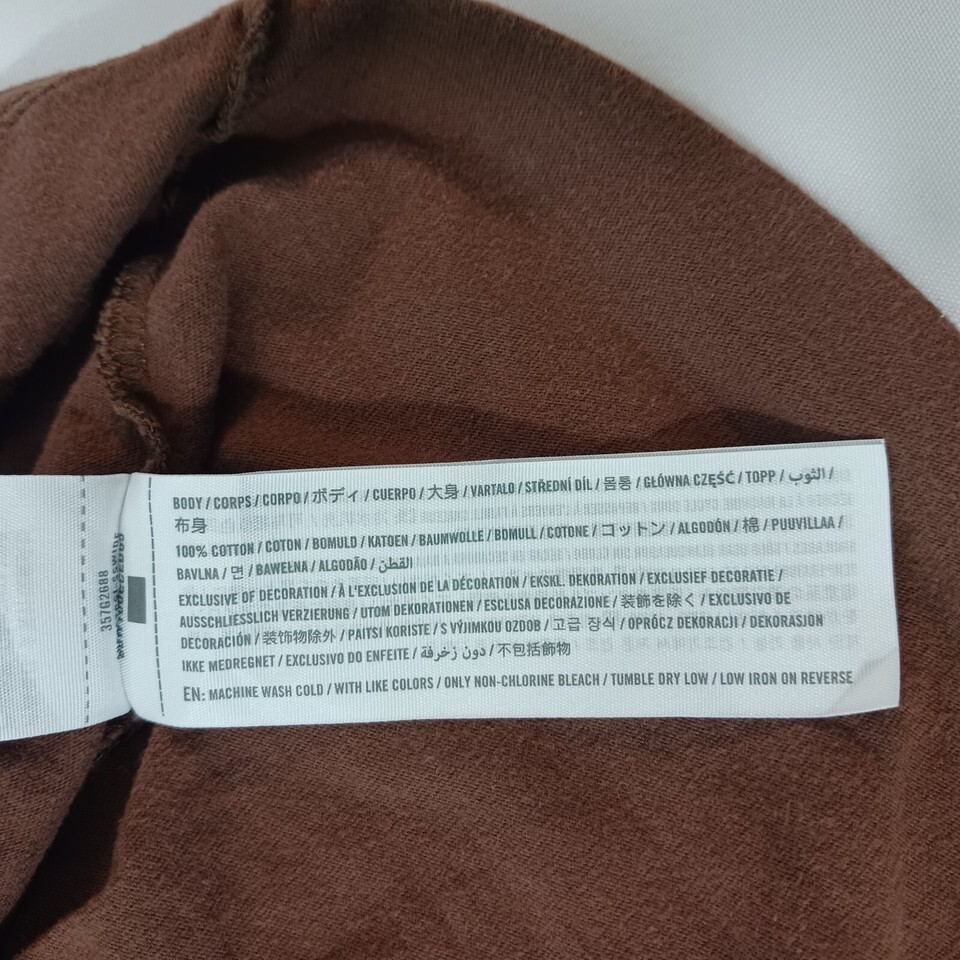 BODY / CORPS / CORPO / ボディ / CUERPO / 大身 / VARTALO / STŘEDNÍ DÍL / 몸통 / GŁÓWNA CZĘŚĆ / TOPP / الثوب /
布身
100% COTTON / COTON / BOMULD / KATOEN / BAUMWOLLE / BOMULL / COTONE / コットン / ALGODÓN / 棉 / PUUVILLAA /
BAVLNA / 면 / BAWEŁNA / ALGODÃO / القطن
EXCLUSIVE OF DECORATION / À L'EXCLUSION DE LA DÉCORATION / EKSKL. DEKORATION / EXCLUSIEF DECORATIE /
AUSSCHLIESSLICH VERZIERUNG / UTOM DEKORATIONEN / ESCLUSA DECORAZIONE / 装飾を除く / EXCLUSIVO DE
DECORACIÓN / 装饰物除外 / PAITSI KORISTE / S VÝJIMKOU OZDOB / 고급 장식 / OPRÓCZ DEKORACJI / DEKORASJON
IKKE MEDREGNET / EXCLUSIVO DO ENFEITE / دون زخرفة / 不包括飾物
EN: MACHINE WASH COLD / WITH LIKE COLORS / ONLY NON-CHLORINE BLEACH / TUMBLE DRY LOW / LOW IRON ON REVERSE
357G2688